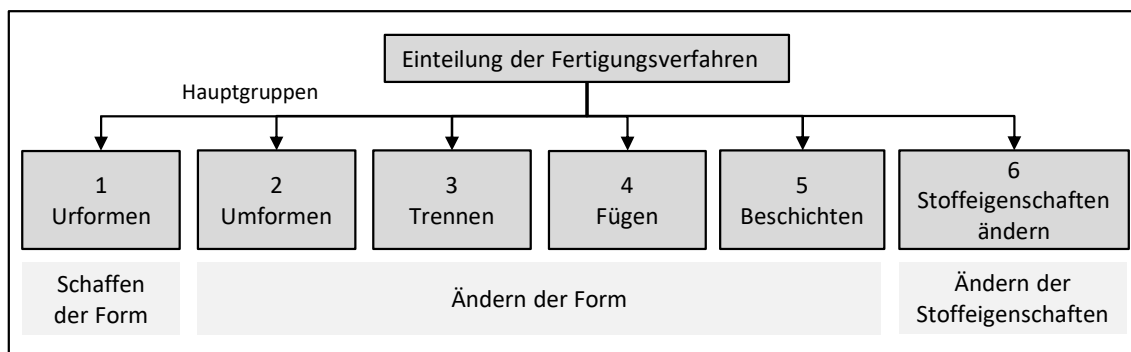 Einteilung der Fertigungsverfahren
Hauptgruppen
1
Urformen
2
Umformen
3
Trennen
4
Fügen
5
Beschichten
6
Stoffeigenschaften
ändern
Schaffen
der Form
Ändern der Form
Ändern der
Stoffeigenschaften